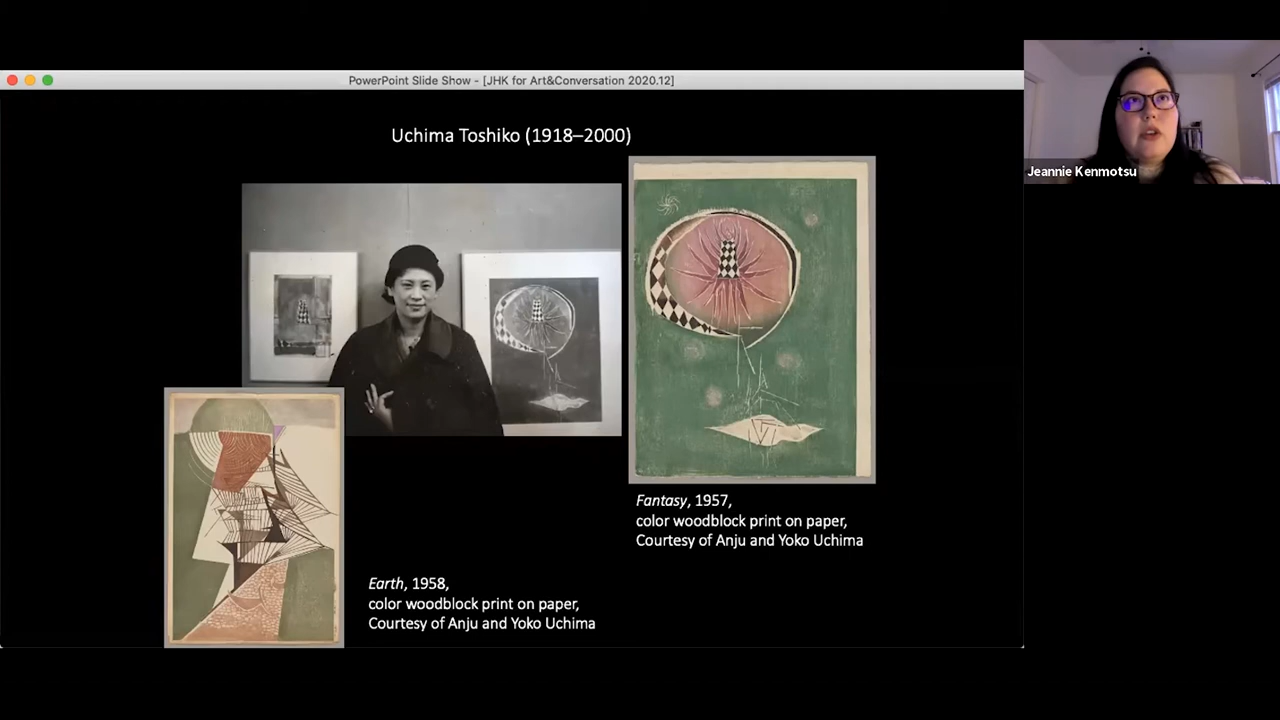 PowerPoint Slide Show - [JHK for Art&Conversation 2020.12]
Uchima Toshiko (1918–2000)
Jeannie Kenmotsu
Fantasy, 1957,
color woodblock print on paper,
Courtesy of Anju and Yoko Uchima
Earth, 1958,
color woodblock print on paper,
Courtesy of Anju and Yoko Uchima